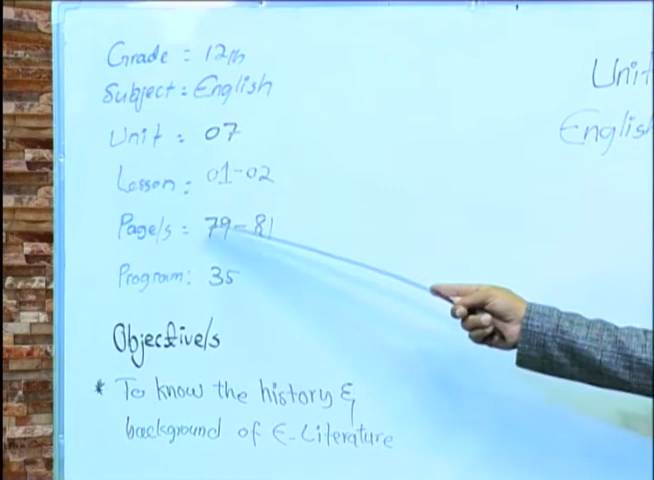 Grade = 12th
Subject = English
Unit = 07
Lesson = 01-02
Page/s = 79-81
Program: 35
Objective/s
* To know the history &
background of E-Literature
Unit
English